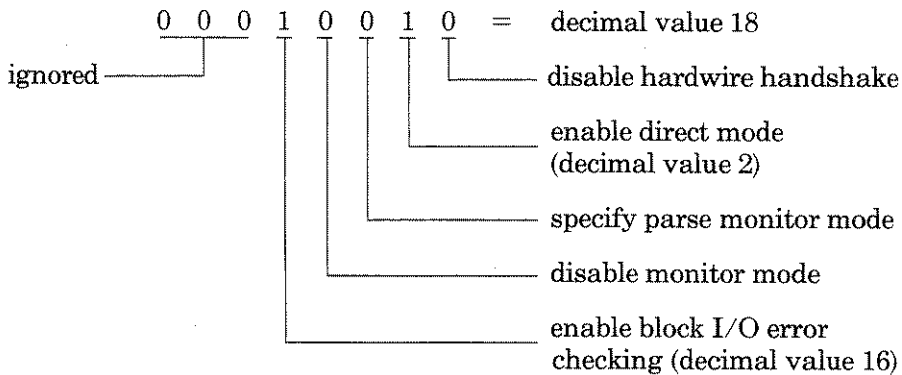 0 0 0 1 0 0 1 0 = decimal value 18
ignored
disable hardwire handshake
enable direct mode
(decimal value 2)
specify parse monitor mode
disable monitor mode
enable block I/O error
checking (decimal value 16)